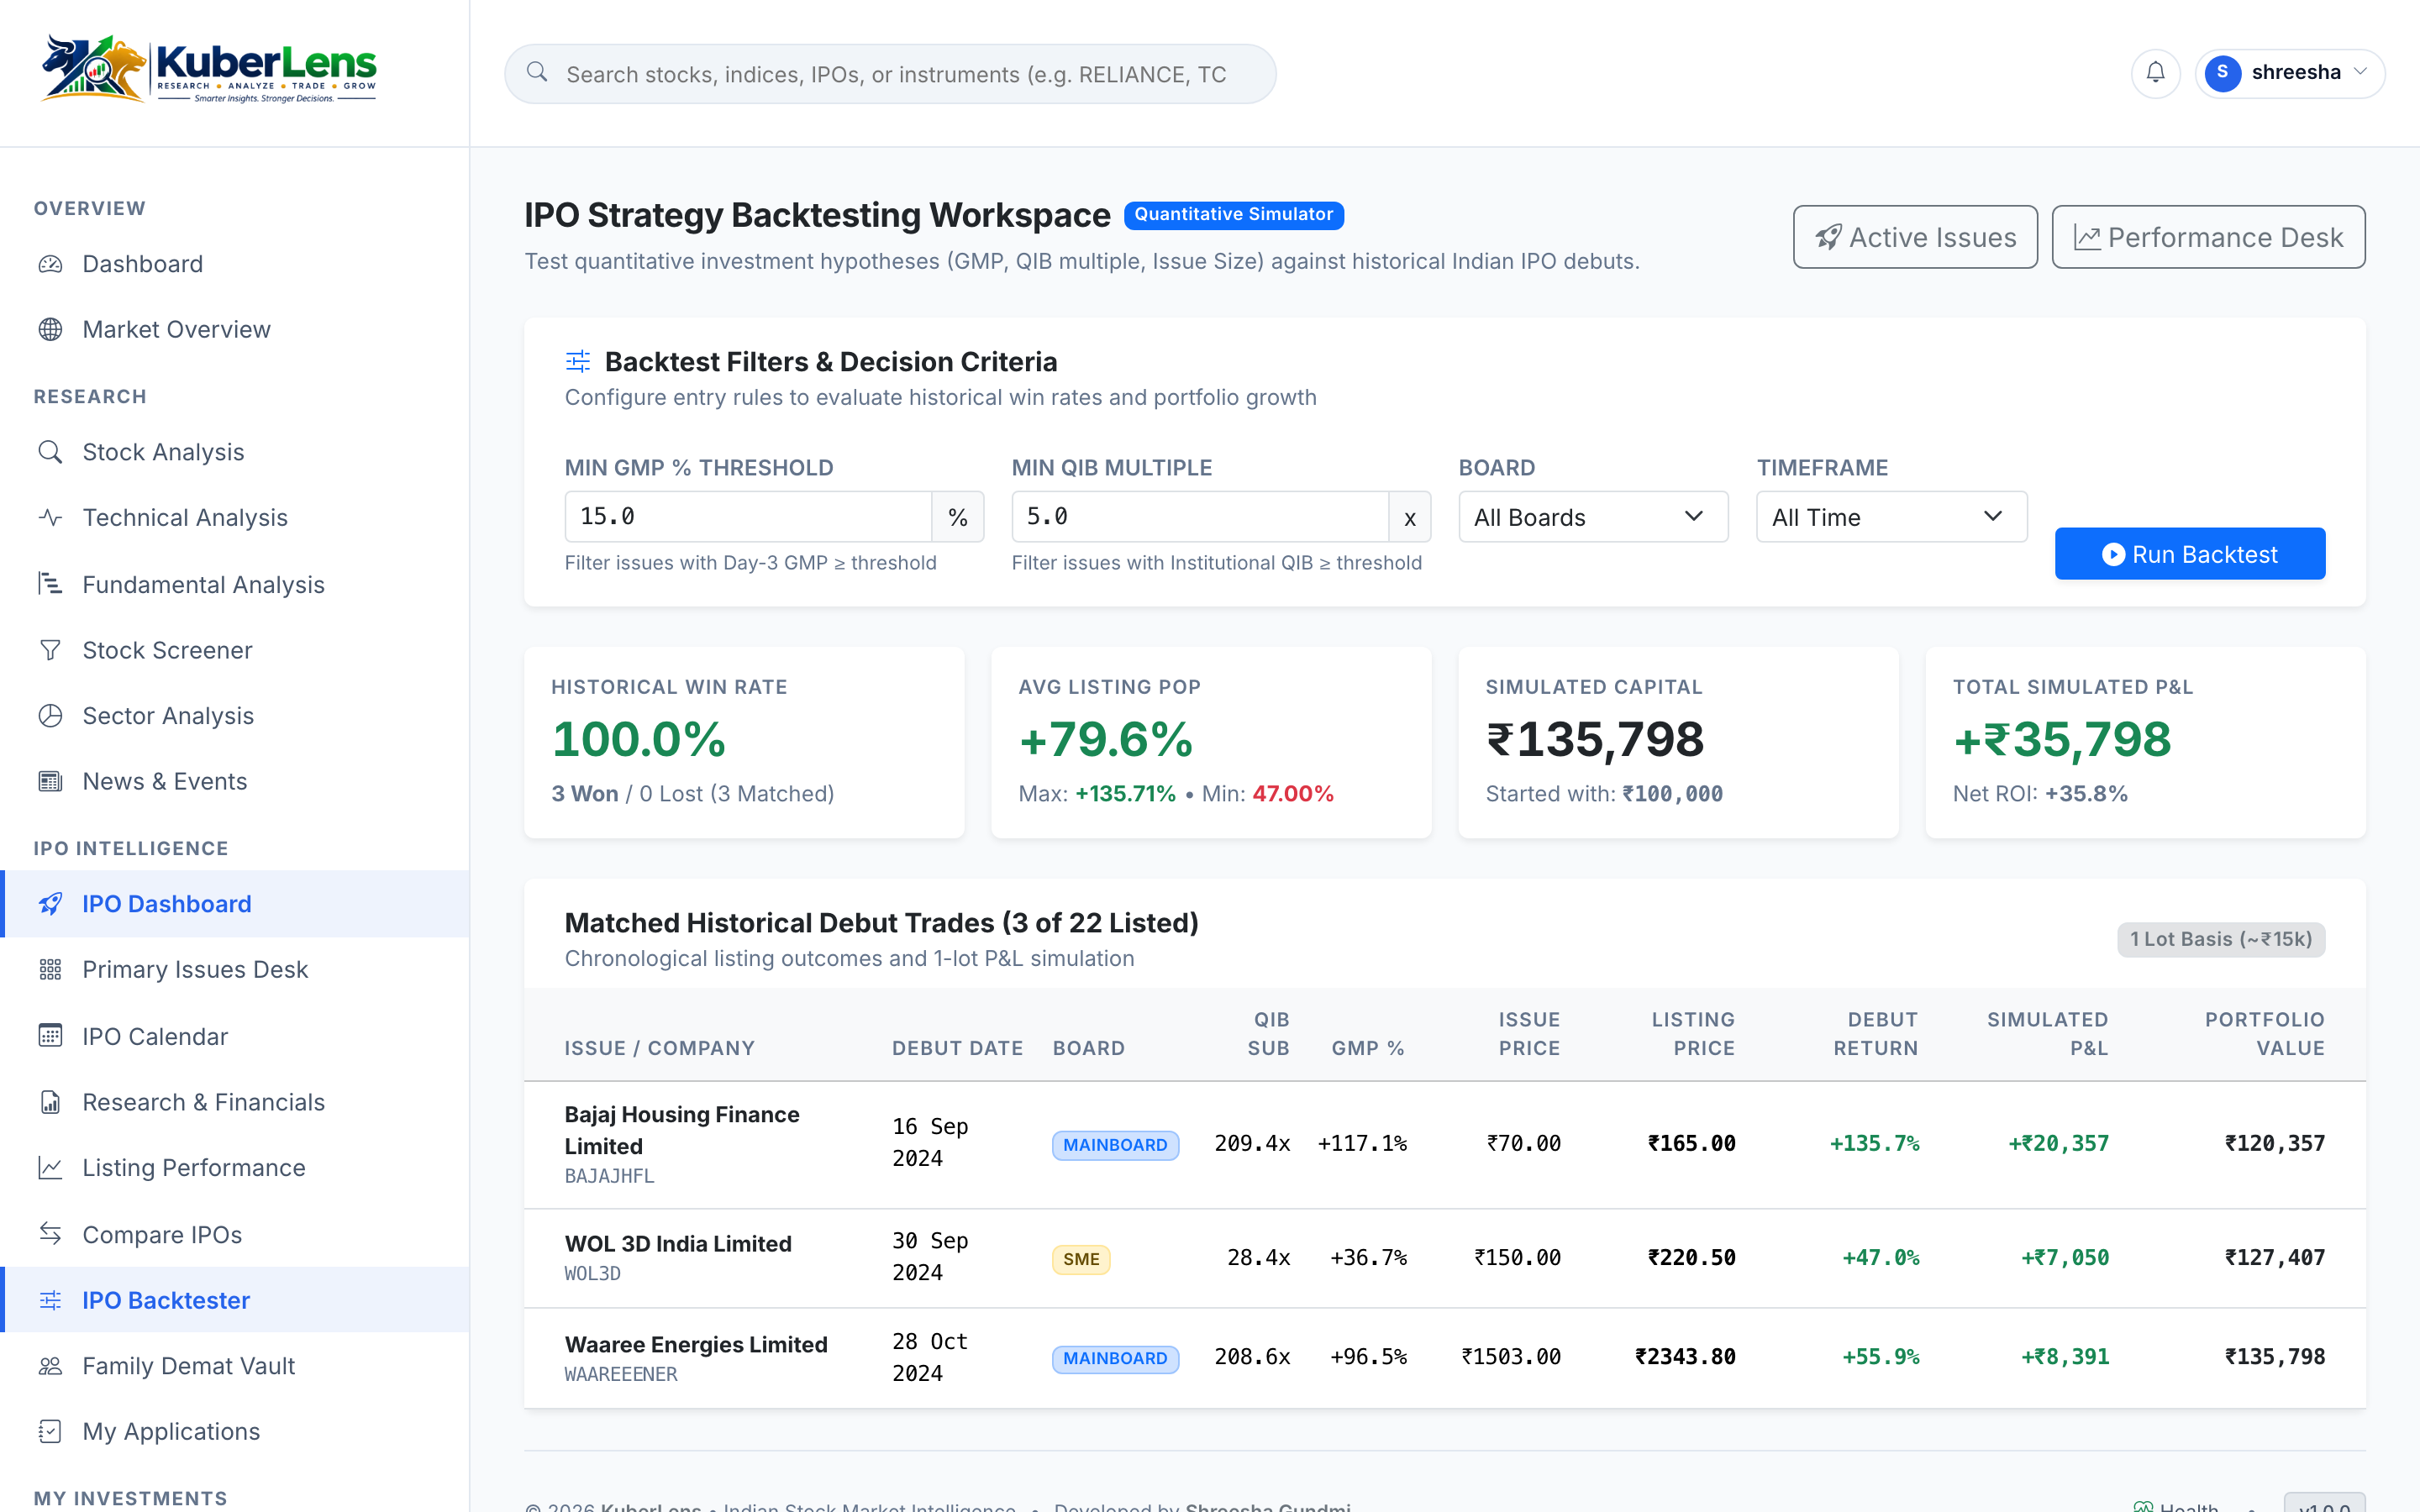 KuberLens
RESEARCH • ANALYZE • TRADE • GROW
Smarter Insights. Stronger Decisions.
Search stocks, indices, IPOs, or instruments (e.g. RELIANCE, TC
S
shreesha
OVERVIEW
Dashboard
Market Overview
RESEARCH
Stock Analysis
Technical Analysis
Fundamental Analysis
Stock Screener
Sector Analysis
News & Events
IPO INTELLIGENCE
IPO Dashboard
Primary Issues Desk
IPO Calendar
Research & Financials
Listing Performance
Compare IPOs
IPO Backtester
Family Demat Vault
My Applications
MY INVESTMENTS
IPO Strategy Backtesting Workspace Quantitative Simulator
Test quantitative investment hypotheses (GMP, QIB multiple, Issue Size) against historical Indian IPO debuts.
Active Issues
Performance Desk
Backtest Filters & Decision Criteria
Configure entry rules to evaluate historical win rates and portfolio growth
MIN GMP % THRESHOLD
15.0 %
Filter issues with Day-3 GMP ≥ threshold
MIN QIB MULTIPLE
5.0 x
Filter issues with Institutional QIB ≥ threshold
BOARD
All Boards
TIMEFRAME
All Time
Run Backtest
HISTORICAL WIN RATE
100.0%
3 Won / 0 Lost (3 Matched)
AVG LISTING POP
+79.6%
Max: +135.71% • Min: 47.00%
SIMULATED CAPITAL
₹135,798
Started with: ₹100,000
TOTAL SIMULATED P&L
+₹35,798
Net ROI: +35.8%
Matched Historical Debut Trades (3 of 22 Listed)
Chronological listing outcomes and 1-lot P&L simulation
1 Lot Basis (~₹15k)
ISSUE / COMPANY DEBUT DATE BOARD QIB SUB GMP % ISSUE PRICE LISTING PRICE DEBUT RETURN SIMULATED P&L PORTFOLIO VALUE
Bajaj Housing Finance Limited
BAJAJHFL
16 Sep 2024 MAINBOARD 209.4x +117.1% ₹70.00 ₹165.00 +135.7% +₹20,357 ₹120,357
WOL 3D India Limited
WOL3D
30 Sep 2024 SME 28.4x +36.7% ₹150.00 ₹220.50 +47.0% +₹7,050 ₹127,407
Waaree Energies Limited
WAAREEENER
28 Oct 2024 MAINBOARD 208.6x +96.5% ₹1503.00 ₹2343.80 +55.9% +₹8,391 ₹135,798
© 2026 KuberLens • Indian Stock Market Intelligence • Developed by Shreesha Gundmi
Health • v1.0.0